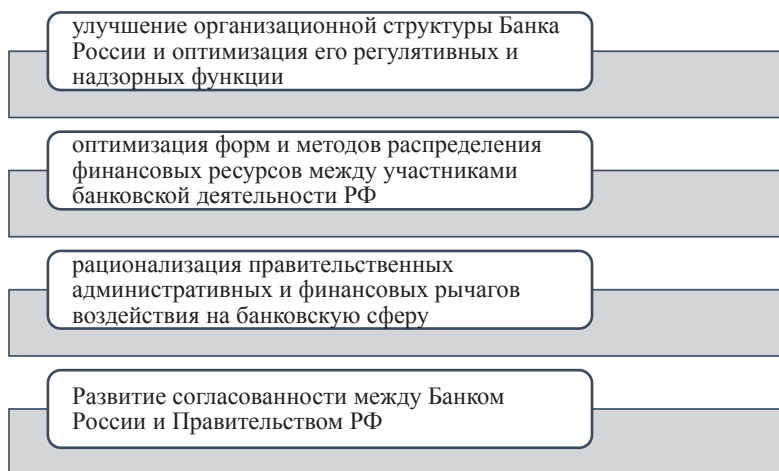 улучшение организационной структуры Банка
России и оптимизация его регулятивных и
надзорных функции
оптимизация форм и методов распределения
финансовых ресурсов между участниками
банковской деятельности РФ
рационализация правительственных
административных и финансовых рычагов
воздействия на банковскую сферу
Развитие согласованности между Банком
России и Правительством РФ